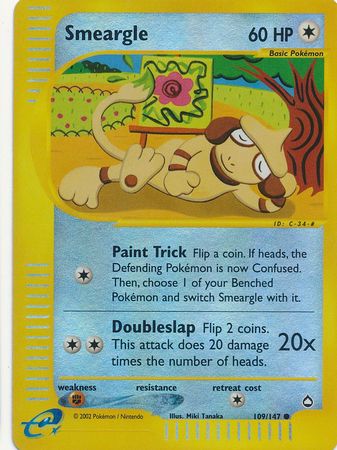 Smeargle 60 HP
Basic Pokémon
ID: C-34-#
Paint Trick Flip a coin. If heads, the
Defending Pokémon is now Confused.
Then, choose 1 of your Benched
Pokémon and switch Smeargle with it.
Doubleslap Flip 2 coins.
This attack does 20 damage 20x
times the number of heads.
weakness resistance retreat cost
© 2002 Pokémon / Nintendo Illus. Miki Tanaka 109/147